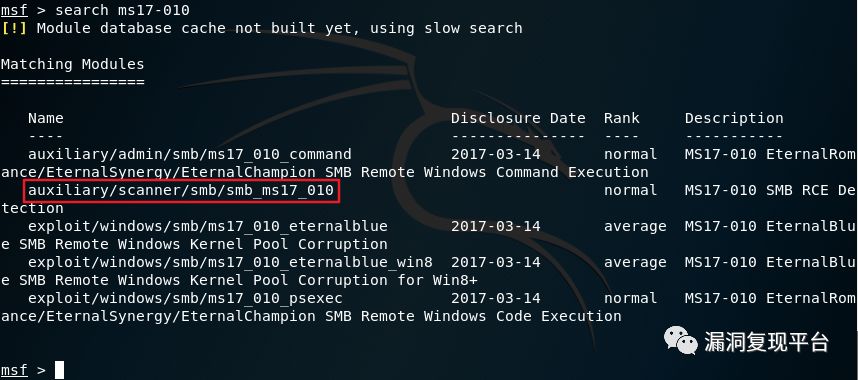 msf > search ms17-010
[!] Module database cache not built yet, using slow search
Matching Modules
================
Name Disclosure Date Rank Description
---- --------------- ---- -----------
auxiliary/admin/smb/ms17_010_command 2017-03-14 normal MS17-010 EternalRom
ance/EternalSynergy/EternalChampion SMB Remote Windows Command Execution
auxiliary/scanner/smb/smb_ms17_010 normal MS17-010 SMB RCE De
tection
exploit/windows/smb/ms17_010_eternalblue 2017-03-14 average MS17-010 EternalBlu
e SMB Remote Windows Kernel Pool Corruption
exploit/windows/smb/ms17_010_eternalblue_win8 2017-03-14 average MS17-010 EternalBlu
e SMB Remote Windows Kernel Pool Corruption for Win8+
exploit/windows/smb/ms17_010_psexec 2017-03-14 normal MS17-010 EternalRom
ance/EternalSynergy/EternalChampion SMB Remote Windows Code Execution
漏洞复现平台
msf >